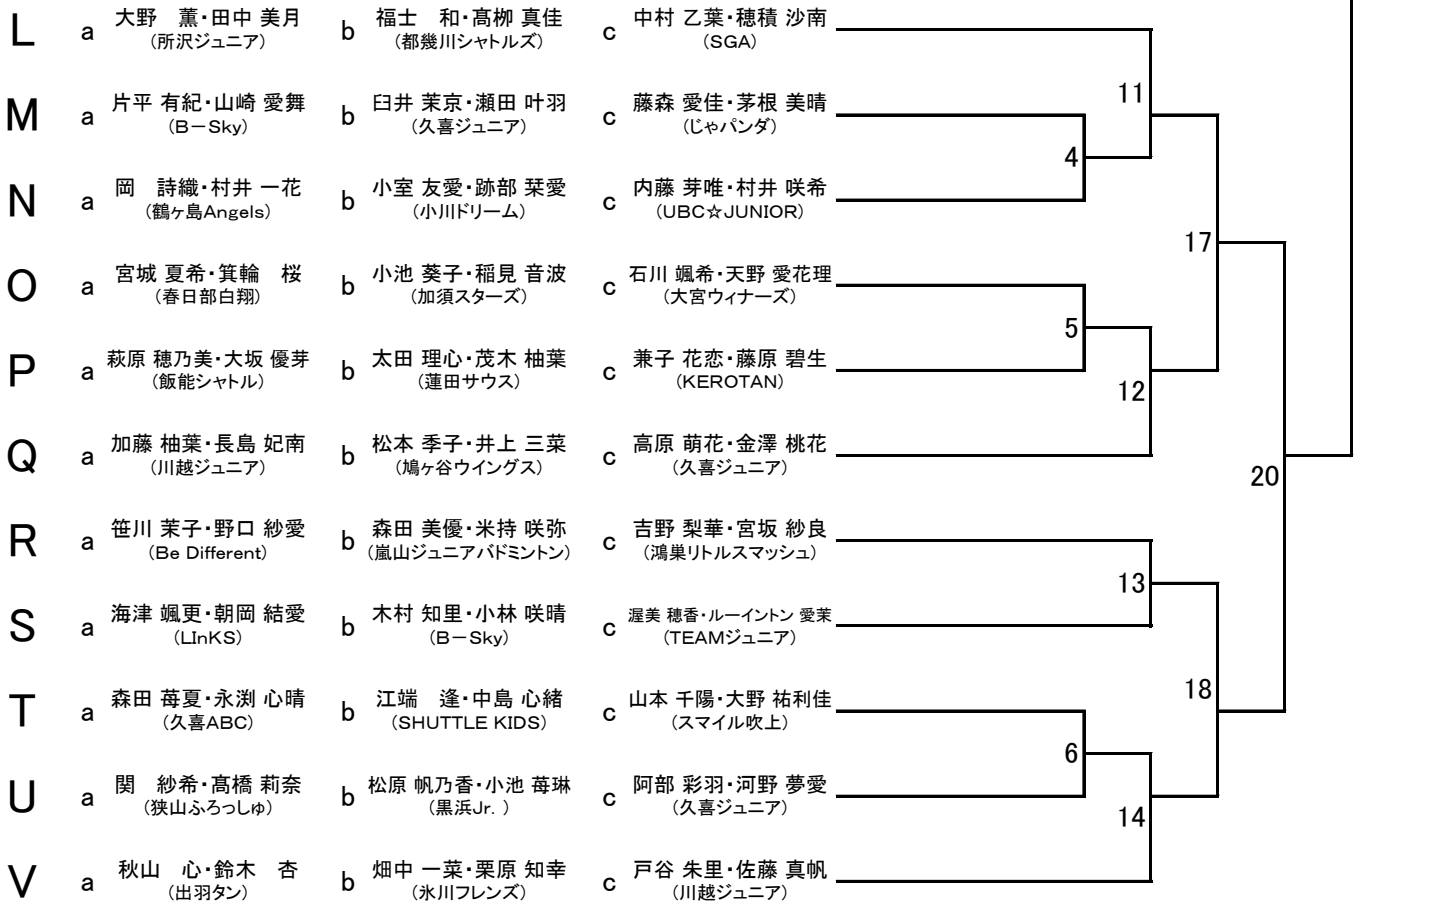 L a 大野　薫・田中 美月 b 福士　和・髙栁 真佳 c 中村 乙葉・穂積 沙南
（所沢ジュニア） （都幾川シャトルズ） （SGA）
11
M a 片平 有紀・山崎 愛舞 b 臼井 茉京・瀬田 叶羽 c 藤森 愛佳・茅根 美晴
（B－Sky） （久喜ジュニア） （じゃパンダ）
4
N a 岡　詩織・村井 一花 b 小室 友愛・跡部 栞愛 c 内藤 芽唯・村井 咲希
（鶴ヶ島Angels） （小川ドリーム） （UBC☆JUNIOR）
17
O a 宮城 夏希・箕輪　桜 b 小池 葵子・稲見 音波 c 石川 颯希・天野 愛花理
（春日部白翔） （加須スターズ） （大宮ウィナーズ）
5
P a 萩原 穂乃美・大坂 優芽 b 太田 理心・茂木 柚葉 c 兼子 花恋・藤原 碧生
（飯能シャトル） （蓮田サウス） （KEROTAN）
12
Q a 加藤 柚葉・長島 妃南 b 松本 季子・井上 三菜 c 高原 萌花・金澤 桃花
（川越ジュニア） （鳩ヶ谷ウイングス） （久喜ジュニア）
20
R a 笹川 茉子・野口 紗愛 b 森田 美優・米持 咲弥 c 吉野 梨華・宮坂 紗良
（Be Different） （嵐山ジュニアバドミントン） （鴻巣リトルスマッシュ）
13
S a 海津 颯更・朝岡 結愛 b 木村 知里・小林 咲晴 c 渥美 穂香・ルーイントン 愛茉
（LInKS） （B－Sky） （TEAMジュニア）
18
T a 森田 苺夏・永渕 心晴 b 江端　逢・中島 心緒 c 山本 千陽・大野 祐利佳
（久喜ABC） （SHUTTLE KIDS） （スマイル吹上）
6
U a 関　紗希・髙橋 莉奈 b 松原 帆乃香・小池 苺琳 c 阿部 彩羽・河野 夢愛
（狭山ふろっしゅ） （黒浜Jr. ） （久喜ジュニア）
14
V a 秋山　心・鈴木　杏 b 畑中 一菜・栗原 知幸 c 戸谷 朱里・佐藤 真帆
（出羽タン） （氷川フレンズ） （川越ジュニア）